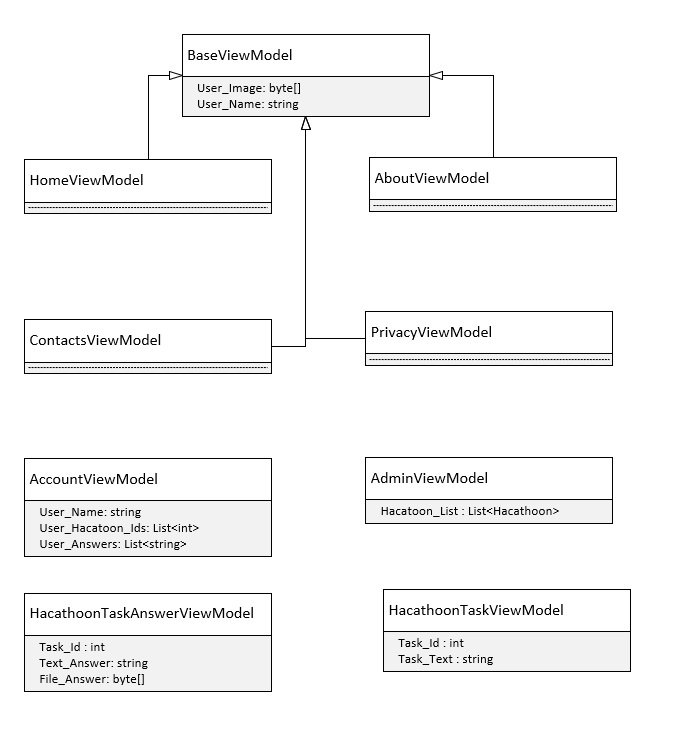 BaseViewModel
User_Image: byte[]
User_Name: string
HomeViewModel
AboutViewModel
ContactsViewModel
PrivacyViewModel
AccountViewModel
User_Name: string
User_Hacatoon_Ids: List<int>
User_Answers: List<string>
AdminViewModel
Hacatoon_List : List<Hacathoon>
HacathoonTaskAnswerViewModel
Task_Id : int
Text_Answer: string
File_Answer: byte[]
HacathoonTaskViewModel
Task_Id : int
Task_Text : string